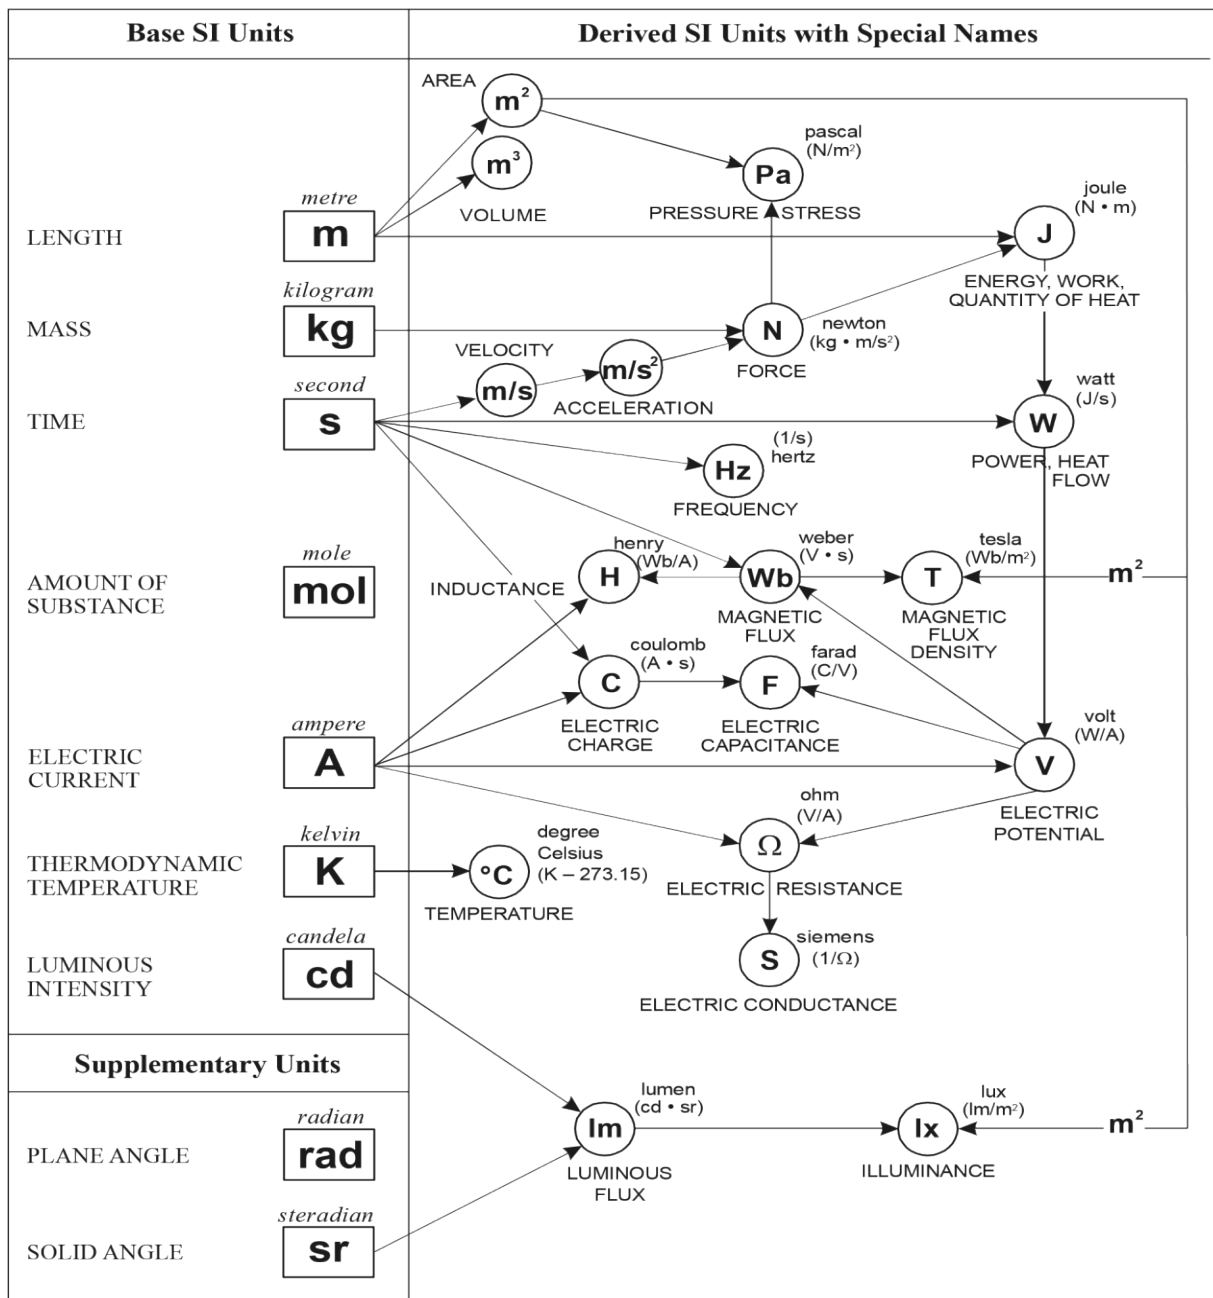 Base SI Units
Derived SI Units with Special Names
AREA
m²
m³
VOLUME
pascal
(N/m²)
Pa
PRESSURE STRESS
joule
(N • m)
J
ENERGY, WORK,
QUANTITY OF HEAT
LENGTH
metre
m
MASS
kilogram
kg
N
newton
(kg • m/s²)
FORCE
VELOCITY
m/s
m/s²
ACCELERATION
TIME
second
s
watt
(J/s)
W
POWER, HEAT
FLOW
(1/s)
hertz
Hz
FREQUENCY
AMOUNT OF
SUBSTANCE
mole
mol
INDUCTANCE
henry
(Wb/A)
H
weber
(V • s)
Wb
MAGNETIC
FLUX
tesla
(Wb/m²)
T
MAGNETIC
FLUX
DENSITY
m²
coulomb
(A • s)
C
ELECTRIC
CHARGE
farad
(C/V)
F
ELECTRIC
CAPACITANCE
ELECTRIC
CURRENT
ampere
A
volt
(W/A)
V
ELECTRIC
POTENTIAL
ohm
(V/A)
Ω
ELECTRIC RESISTANCE
THERMODYNAMIC
TEMPERATURE
kelvin
K
°C
degree
Celsius
(K – 273.15)
TEMPERATURE
siemens
(1/Ω)
S
ELECTRIC CONDUCTANCE
LUMINOUS
INTENSITY
candela
cd
Supplementary Units
PLANE ANGLE
radian
rad
lumen
(cd • sr)
lm
LUMINOUS
FLUX
lux
(lm/m²)
lx
ILLUMINANCE
m²
SOLID ANGLE
steradian
sr